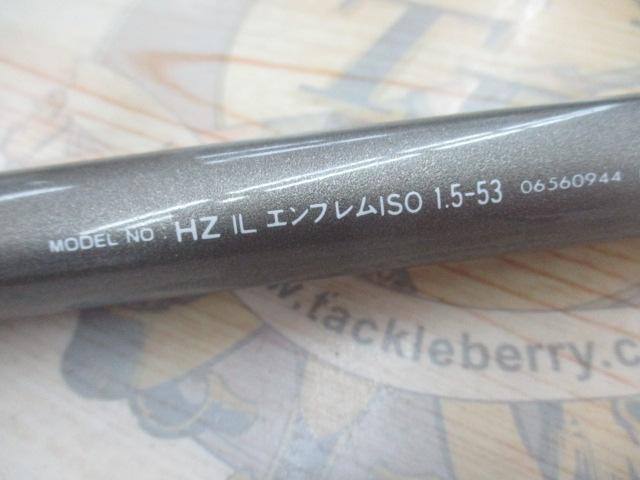 MODEL NO : HZ IL エンブレムISO 1.5-53 06560944
www.tackleberry.c